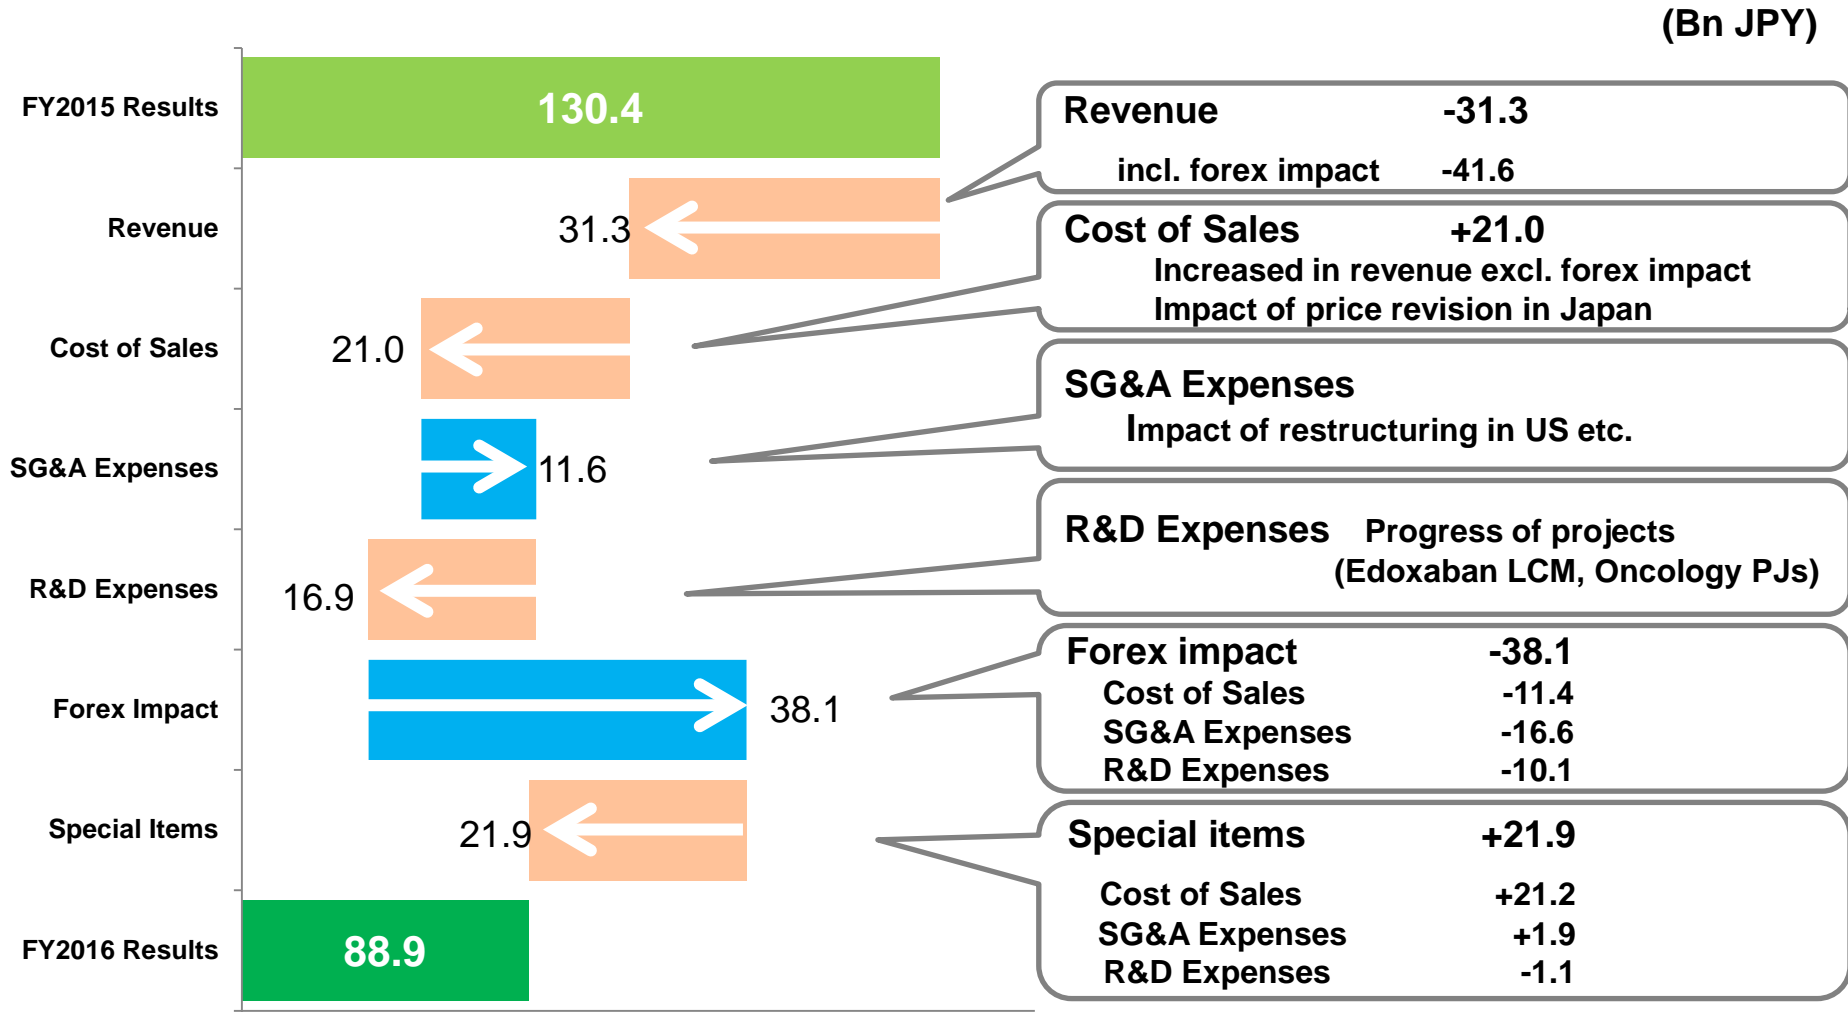 (Bn JPY)
FY2015 Results
130.4
Revenue
31.3
Cost of Sales
21.0
SG&A Expenses
11.6
R&D Expenses
16.9
Forex Impact
38.1
Special Items
21.9
FY2016 Results
88.9
Revenue -31.3
incl. forex impact -41.6
Cost of Sales +21.0
Increased in revenue excl. forex impact
Impact of price revision in Japan
SG&A Expenses
Impact of restructuring in US etc.
R&D Expenses Progress of projects
(Edoxaban LCM, Oncology PJs)
Forex impact -38.1
Cost of Sales -11.4
SG&A Expenses -16.6
R&D Expenses -10.1
Special items +21.9
Cost of Sales +21.2
SG&A Expenses +1.9
R&D Expenses -1.1